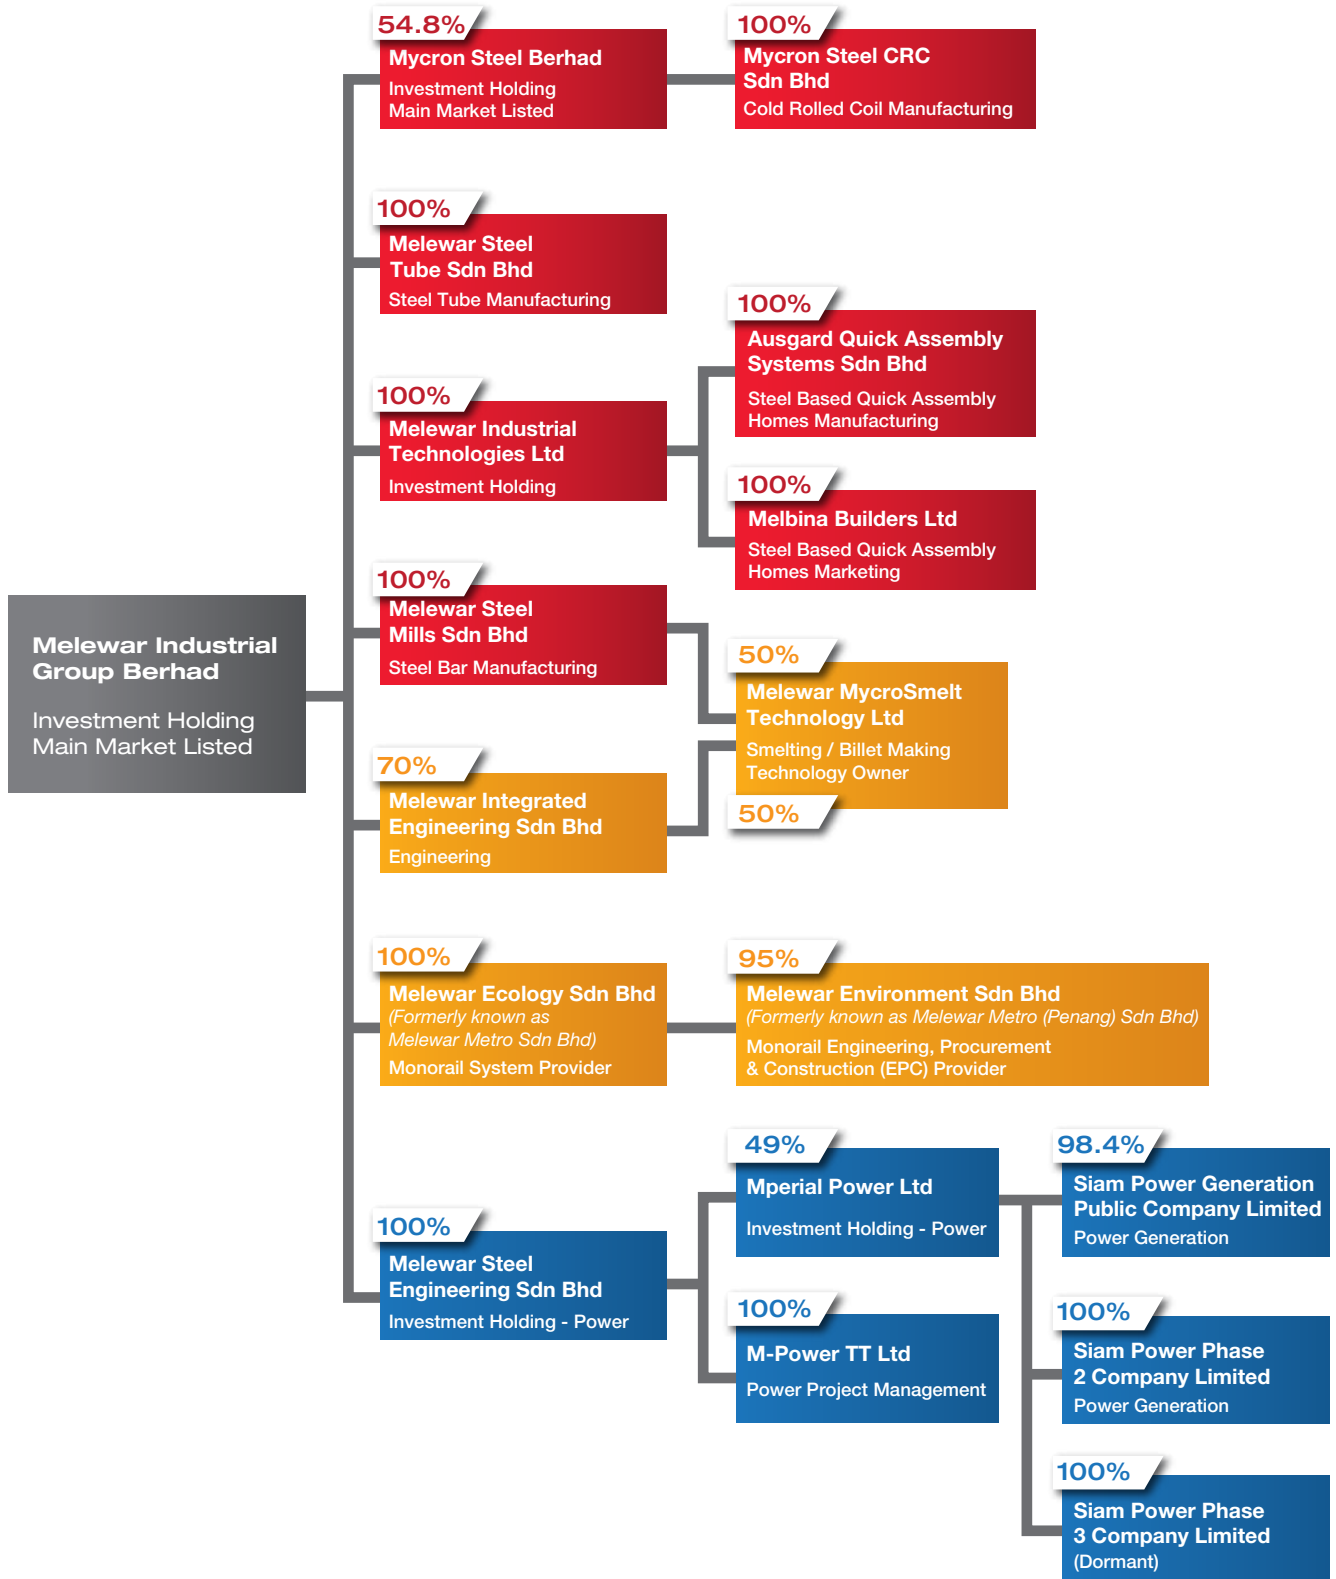 Melewar Industrial
Group Berhad
Investment Holding
Main Market Listed
54.8%
Mycron Steel Berhad
Investment Holding
Main Market Listed
100%
Mycron Steel CRC
Sdn Bhd
Cold Rolled Coil Manufacturing
100%
Melewar Steel
Tube Sdn Bhd
Steel Tube Manufacturing
100%
Melewar Industrial
Technologies Ltd
Investment Holding
100%
Ausgard Quick Assembly
Systems Sdn Bhd
Steel Based Quick Assembly
Homes Manufacturing
100%
Melbina Builders Ltd
Steel Based Quick Assembly
Homes Marketing
100%
Melewar Steel
Mills Sdn Bhd
Steel Bar Manufacturing
50%
Melewar MycroSmelt
Technology Ltd
Smelting / Billet Making
Technology Owner
50%
70%
Melewar Integrated
Engineering Sdn Bhd
Engineering
100%
Melewar Ecology Sdn Bhd
(Formerly known as
Melewar Metro Sdn Bhd)
Monorail System Provider
95%
Melewar Environment Sdn Bhd
(Formerly known as Melewar Metro (Penang) Sdn Bhd)
Monorail Engineering, Procurement
& Construction (EPC) Provider
100%
Melewar Steel
Engineering Sdn Bhd
Investment Holding - Power
49%
Mperial Power Ltd
Investment Holding - Power
100%
M-Power TT Ltd
Power Project Management
98.4%
Siam Power Generation
Public Company Limited
Power Generation
100%
Siam Power Phase
2 Company Limited
Power Generation
100%
Siam Power Phase
3 Company Limited
(Dormant)